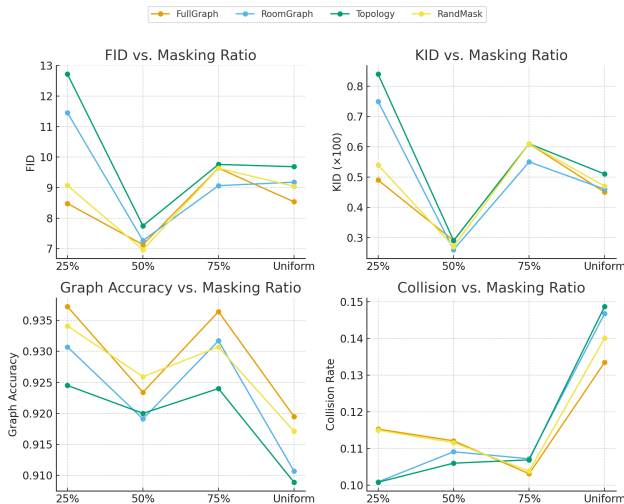 FullGraph RoomGraph Topology RandMask
FID vs. Masking Ratio
FID
13
12
11
10
9
8
7
25% 50% 75% Uniform
KID vs. Masking Ratio
KID (×100)
0.8
0.7
0.6
0.5
0.4
0.3
25% 50% 75% Uniform
Graph Accuracy vs. Masking Ratio
Graph Accuracy
0.935
0.930
0.925
0.920
0.915
0.910
25% 50% 75% Uniform
Collision vs. Masking Ratio
Collision Rate
0.15
0.14
0.13
0.12
0.11
0.10
25% 50% 75% Uniform